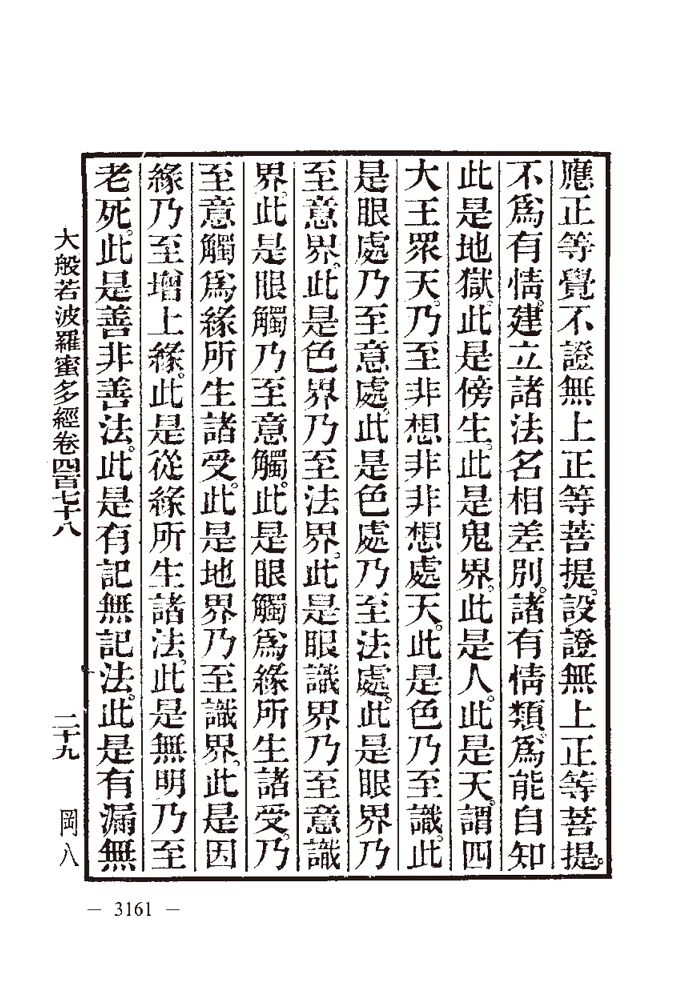 應正等覺不證無上正等菩提。設證無上正等菩提。
不爲有情。建立諸法名相差別。諸有情類。爲能自知
此是地獄。此是傍生。此是鬼界。此是人。此是天。謂四
大王眾天。乃至非想非非想處天。此是色乃至識。此
是眼處乃至意處。此是色處乃至法處。此是眼界乃
至意界。此是色界乃至法界。此是眼識界乃至意識
界。此是眼觸乃至意觸。此是眼觸爲緣所生諸受。乃
至意觸爲緣所生諸受。此是地界乃至識界。此是因
緣乃至增上緣。此是從緣所生諸法。此是無明乃至
老死。此是善非善法。此是有記無記法。此是有漏無
大般若波羅蜜多經卷四百七十八 二十九 岡八
— 3161 —